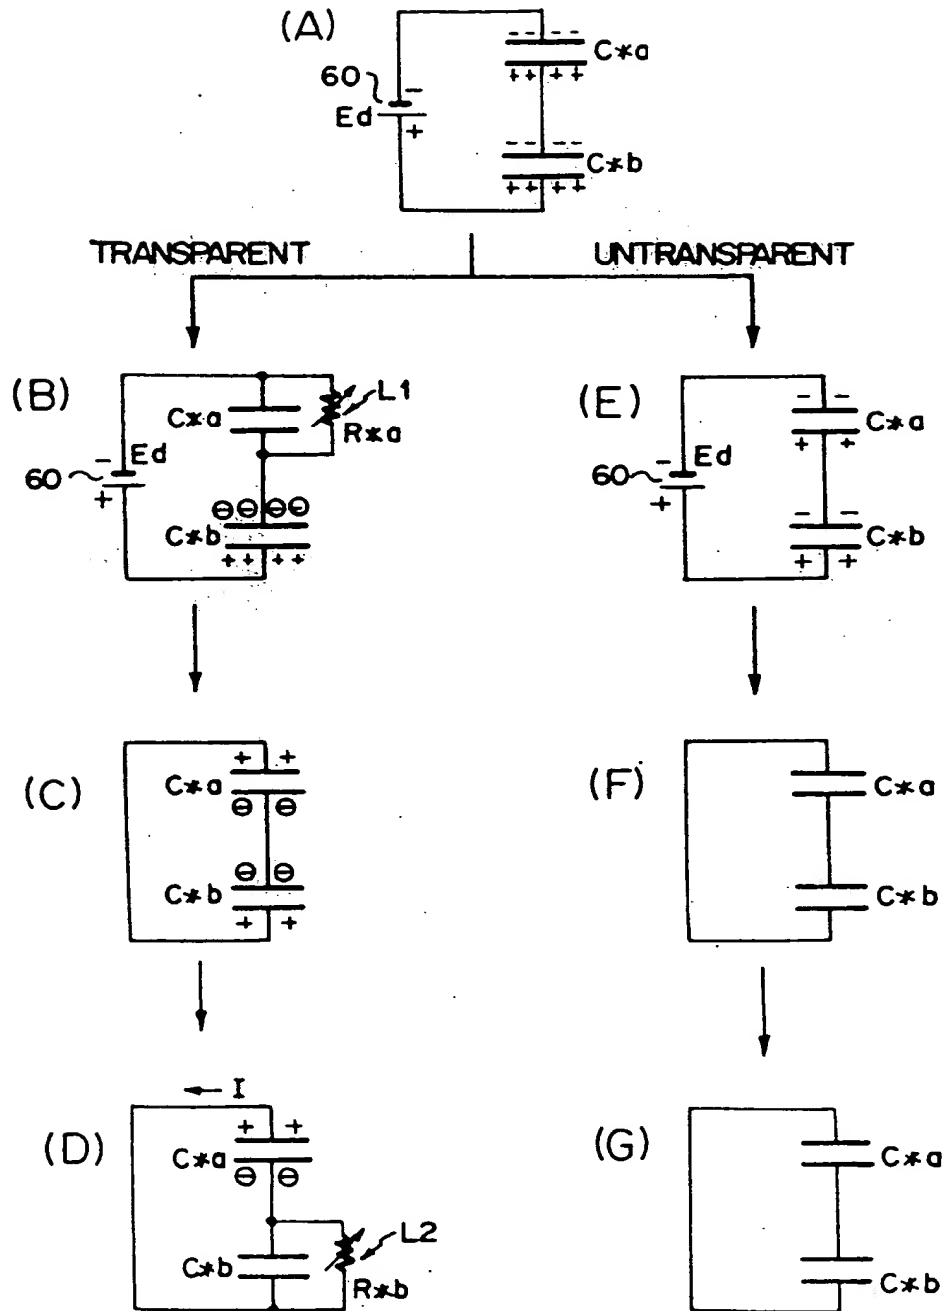 (A)
- - - -
C*a
60
-
+ + + +
Ed
+
- - - -
C*b
+ + + +
TRANSPARENT
UNTRANSPARENT
(B)
L1
C*a
R*a
- Ed
60
+
⊖ ⊖ ⊖ ⊖
C*b
+ + + +
(E)
- -
C*a
+ +
- Ed
60
+
- -
C*b
+ +
(C)
+ +
C*a
⊖ ⊖
⊖ ⊖
C*b
+ +
(F)
C*a
C*b
(D)
← I
+ +
C*a
⊖ ⊖
L2
C*b
R*b
(G)
C*a
C*b